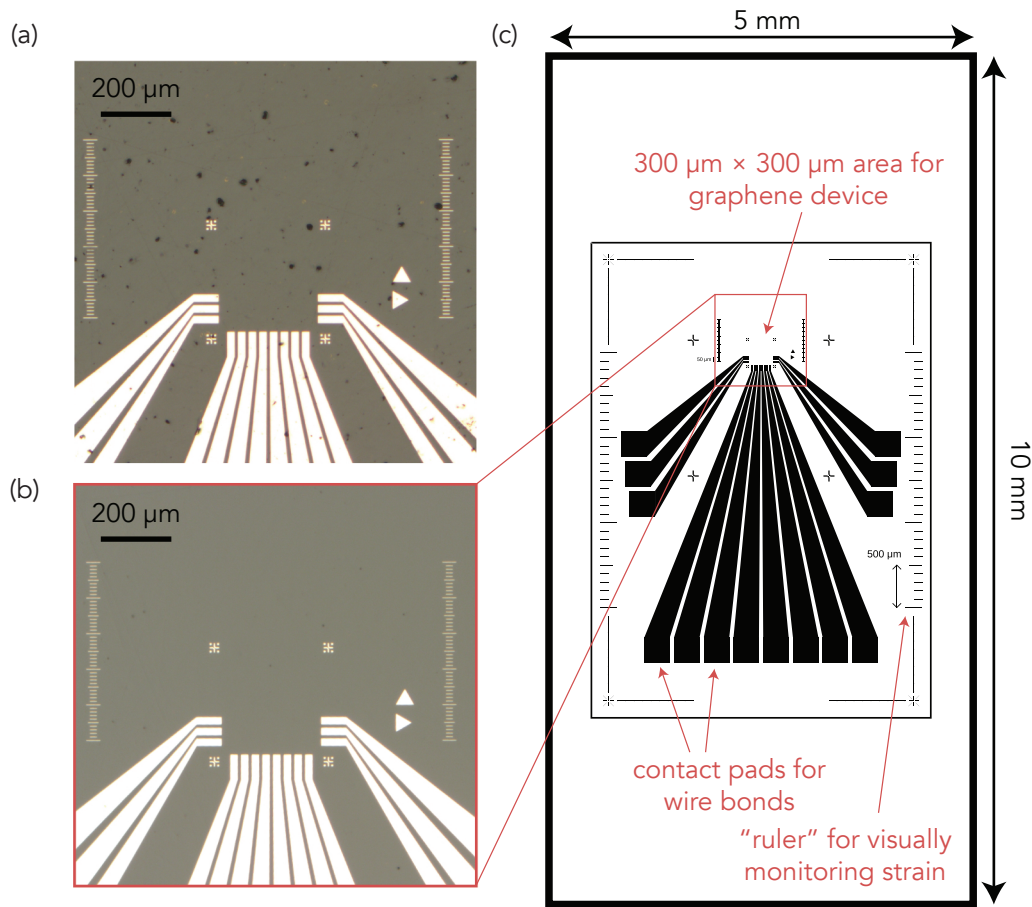 (a)
200 µm
(b)
200 µm
(c)
5 mm
10 mm
300 µm × 300 µm area for
graphene device
50 µm
500 µm
contact pads for
wire bonds
“ruler” for visually
monitoring strain